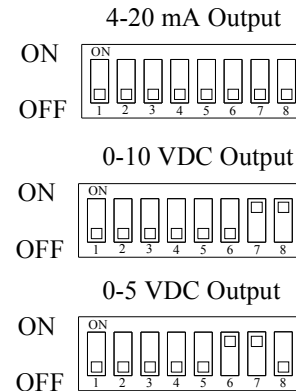 4-20 mA Output
ON
ON
OFF
1 2 3 4 5 6 7 8
0-10 VDC Output
ON
ON
OFF
1 2 3 4 5 6 7 8
0-5 VDC Output
ON
ON
OFF
1 2 3 4 5 6 7 8